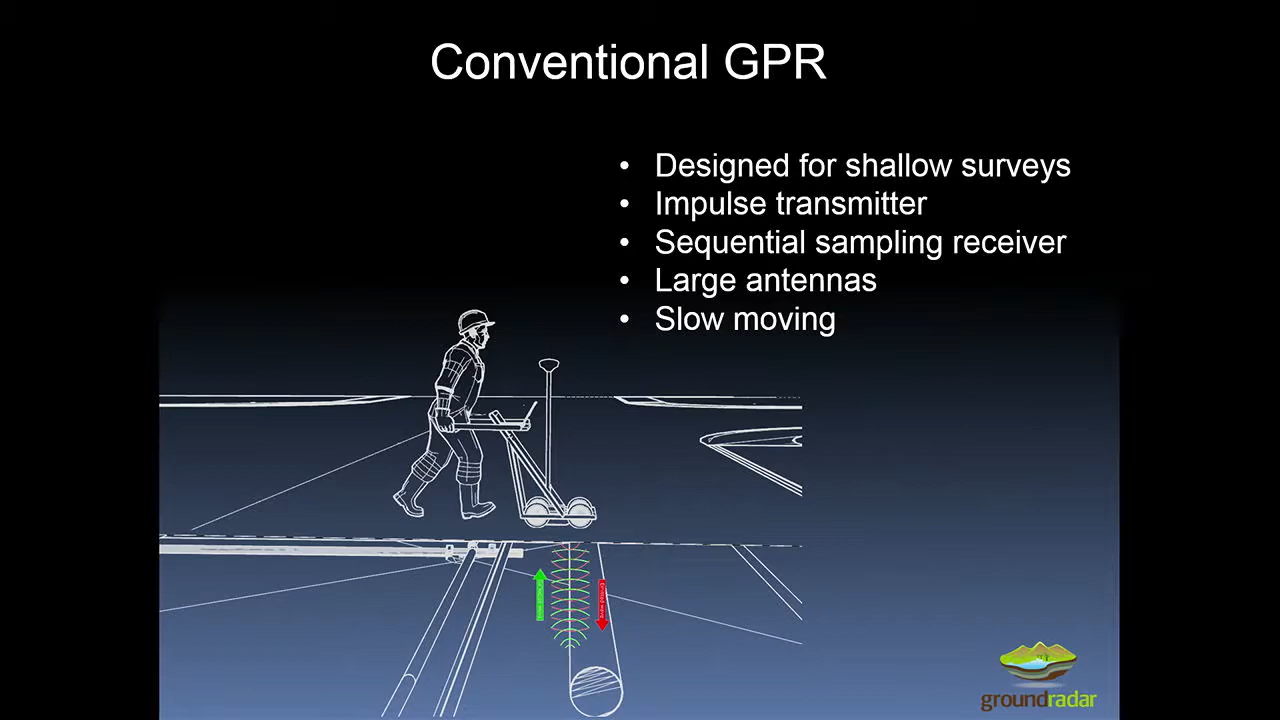 Conventional GPR
• Designed for shallow surveys
• Impulse transmitter
• Sequential sampling receiver
• Large antennas
• Slow moving
groundradar